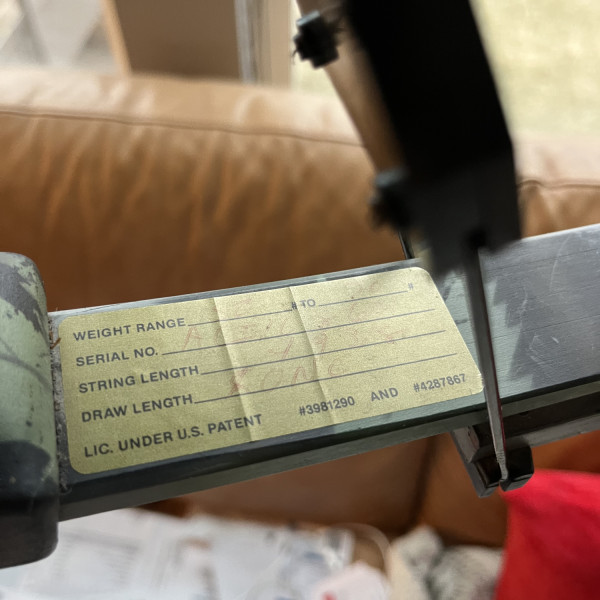 WEIGHT RANGE # TO #
SERIAL NO.
STRING LENGTH
DRAW LENGTH
LIC. UNDER U.S. PATENT #3981290 AND #4287867